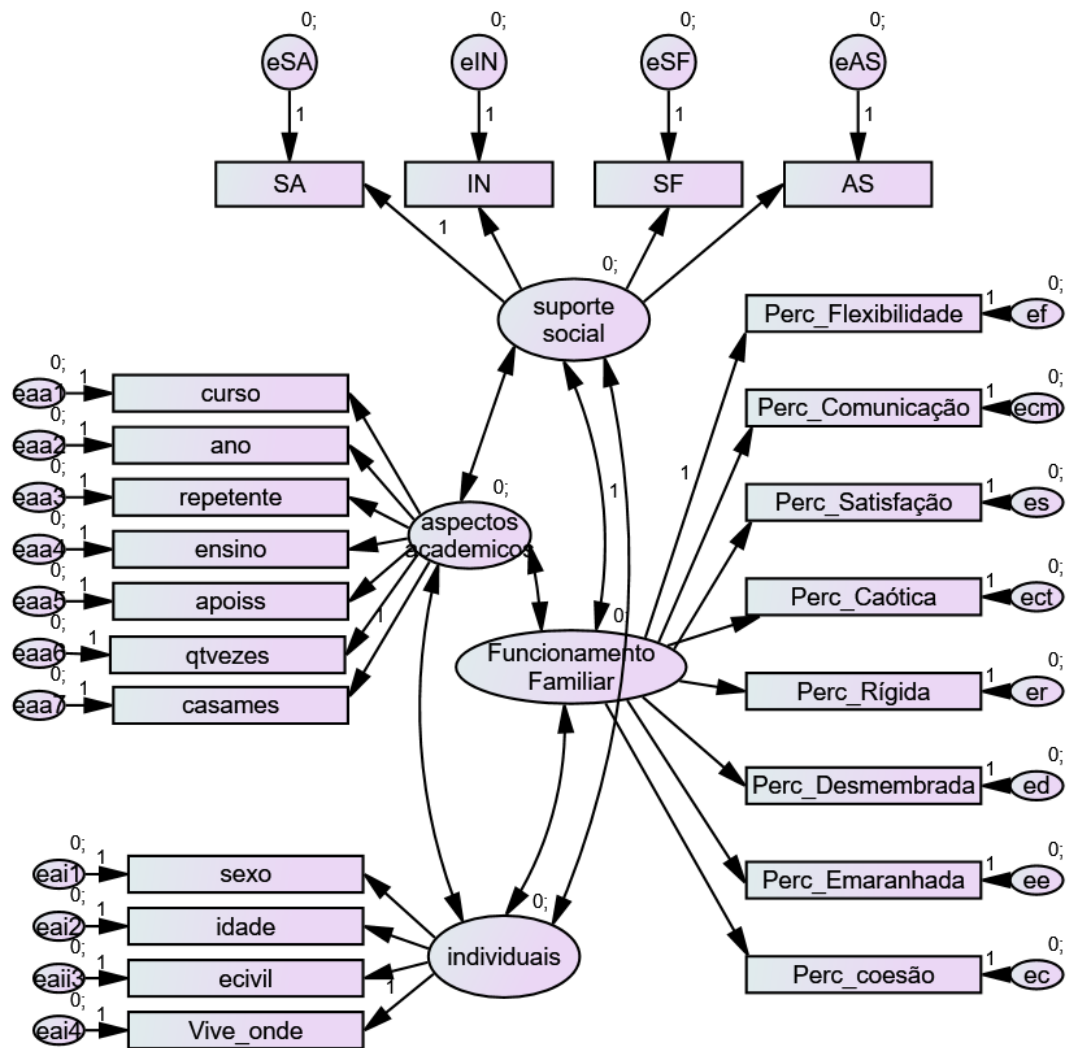 0;
0;
0;
0;
eSA
eIN
eSF
eAS
1
1
1
1
SA
IN
SF
AS
1
0;
suporte
social
0;
Perc_Flexibilidade
1
ef
0;
Perc_Comunicação
1
ecm
0;
Perc_Satisfação
1
es
0;
Perc_Caótica
1
ect
0;
Perc_Rígida
1
er
0;
Perc_Desmembrada
1
ed
0;
Perc_Emaranhada
1
ee
0;
Perc_coesão
1
ec
1
1
0;
eaa1
1
curso
0;
eaa2
1
ano
0;
eaa3
1
repetente
0;
eaa4
1
ensino
0;
eaa5
1
apoiss
0;
eaa6
1
qtvezes
0;
eaa7
1
casames
1
0;
aspectos
academicos
0;
Funcionamento
Familiar
0;
eai1
1
sexo
0;
eai2
1
idade
0;
eaii3
1
ecivil
0;
eai4
1
Vive_onde
1
0;
individuais